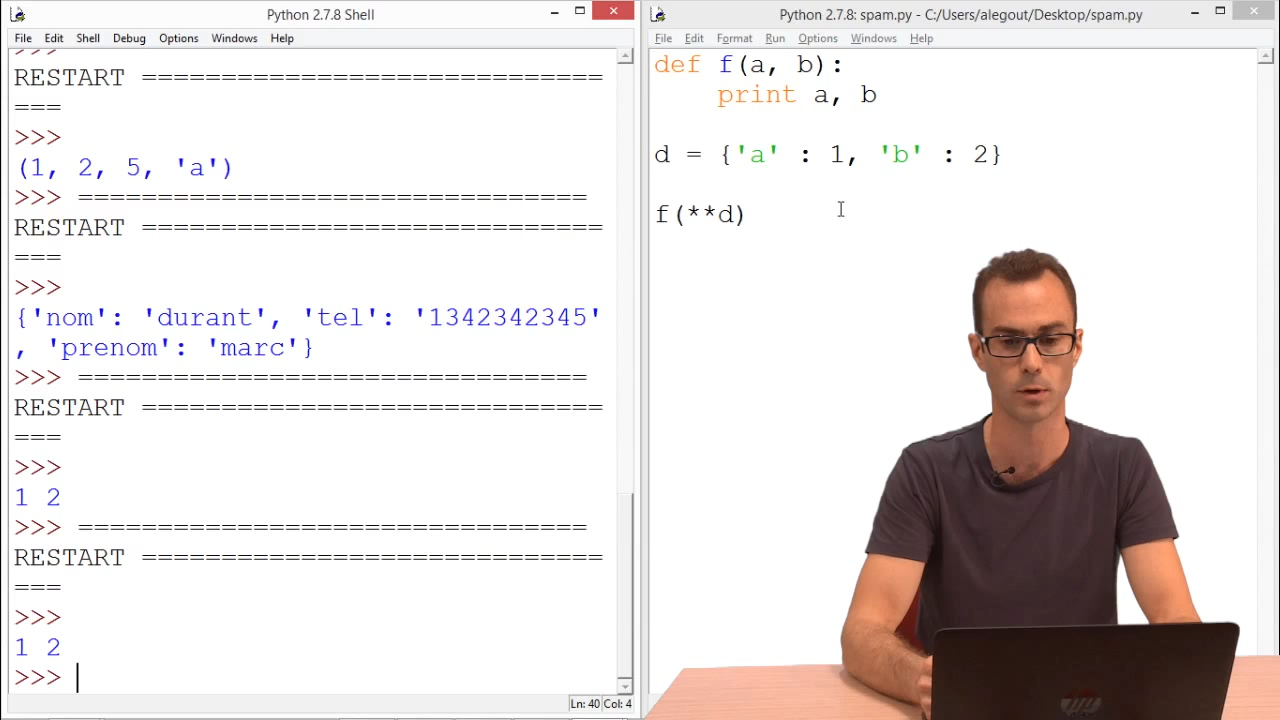 Python 2.7.8 Shell
File Edit Shell Debug Options Windows Help
>>>
RESTART =============================
===
>>>
(1, 2, 5, 'a')
>>> ================================
RESTART =============================
===
>>>
{'nom': 'durant', 'tel': '1342342345'
, 'prenom': 'marc'}
>>> ================================
RESTART =============================
===
>>>
1 2
>>> ================================
RESTART =============================
===
>>>
1 2
>>>
Ln: 40 Col: 4
Python 2.7.8: spam.py - C:/Users/alegout/Desktop/spam.py
File Edit Format Run Options Windows Help
def f(a, b):
    print a, b
d = {'a' : 1, 'b' : 2}
f(**d)